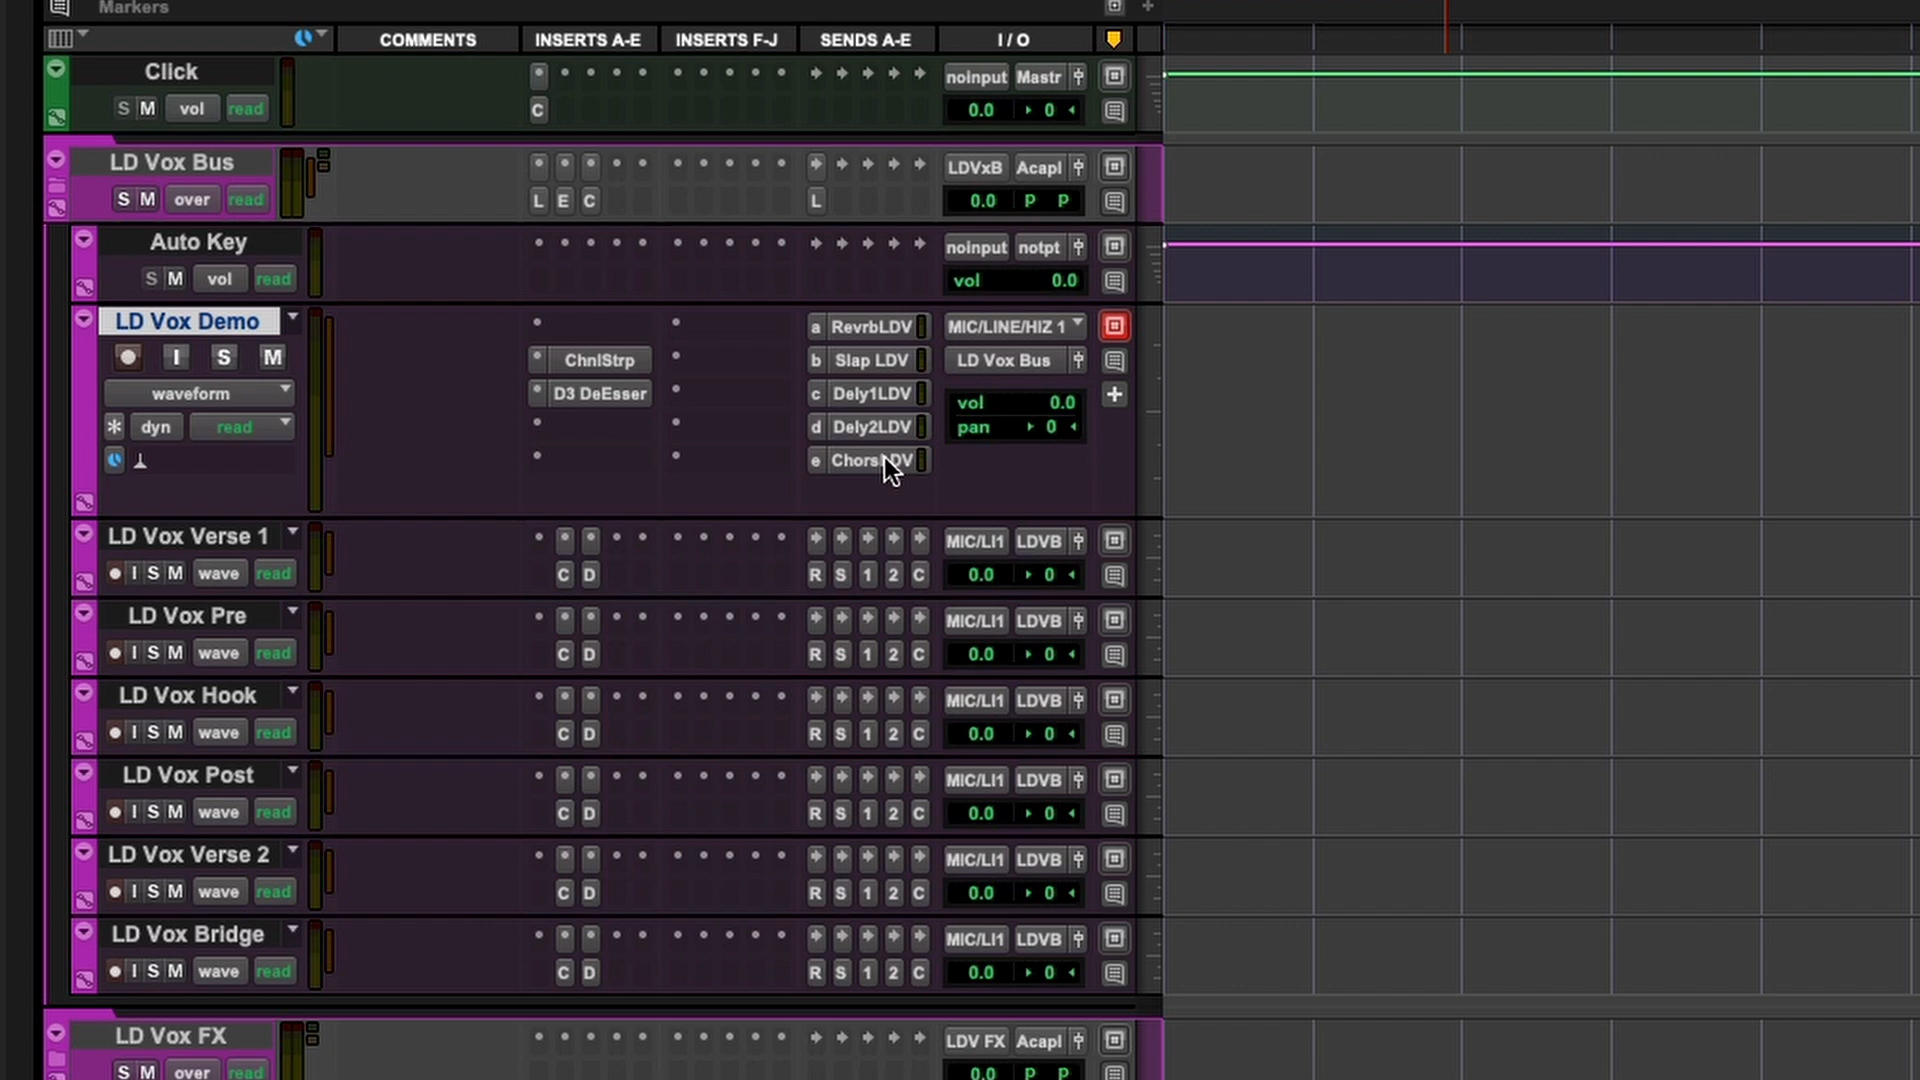 Markers
COMMENTS INSERTS A-E INSERTS F-J SENDS A-E I / O
Click noinput Mastr
S M vol read C 0.0 0
LD Vox Bus LDVxB Acapl
S M over read L E C L 0.0 P P
Auto Key noinput notpt
S M vol read vol 0.0
LD Vox Demo a RevrbLDV MIC/LINE/HIZ 1
I S M ChnlStrp b Slap LDV LD Vox Bus
waveform D3 DeEsser c Dely1LDV vol 0.0
dyn read d Dely2LDV pan 0
e Chors DV
LD Vox Verse 1 MIC/LI1 LDVB
I S M wave read C D R S 1 2 C 0.0 0
LD Vox Pre MIC/LI1 LDVB
I S M wave read C D R S 1 2 C 0.0 0
LD Vox Hook MIC/LI1 LDVB
I S M wave read C D R S 1 2 C 0.0 0
LD Vox Post MIC/LI1 LDVB
I S M wave read C D R S 1 2 C 0.0 0
LD Vox Verse 2 MIC/LI1 LDVB
I S M wave read C D R S 1 2 C 0.0 0
LD Vox Bridge MIC/LI1 LDVB
I S M wave read C D R S 1 2 C 0.0 0
LD Vox FX LDV FX Acapl
S M over read 0.0 P P